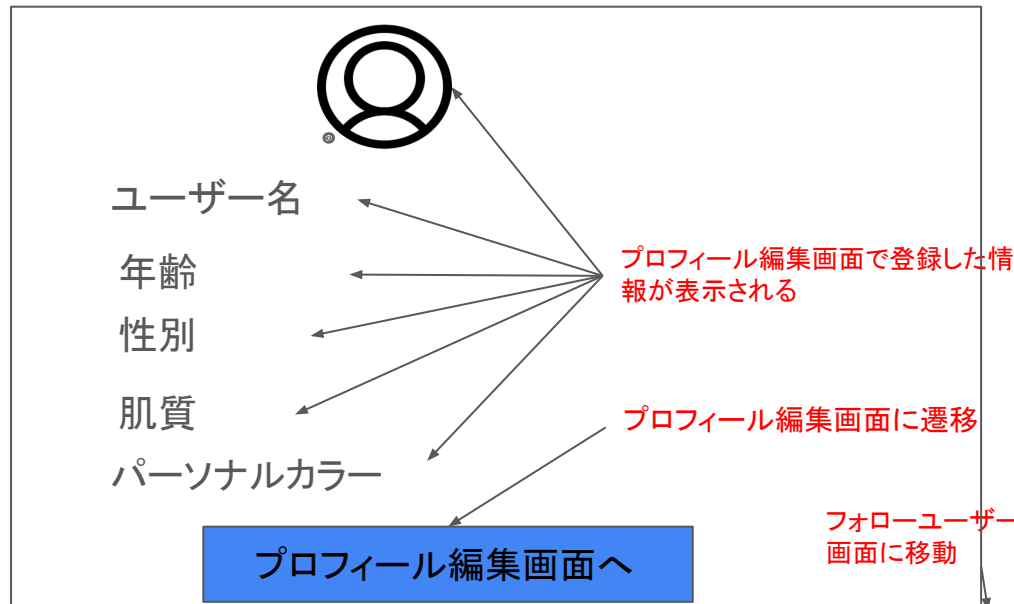 ユーザー名
年齢
性別
肌質
パーソナルカラー
プロフィール編集画面で登録した情
報が表示される
プロフィール編集画面に遷移
プロフィール編集画面へ
フォローユーザー
画面に移動